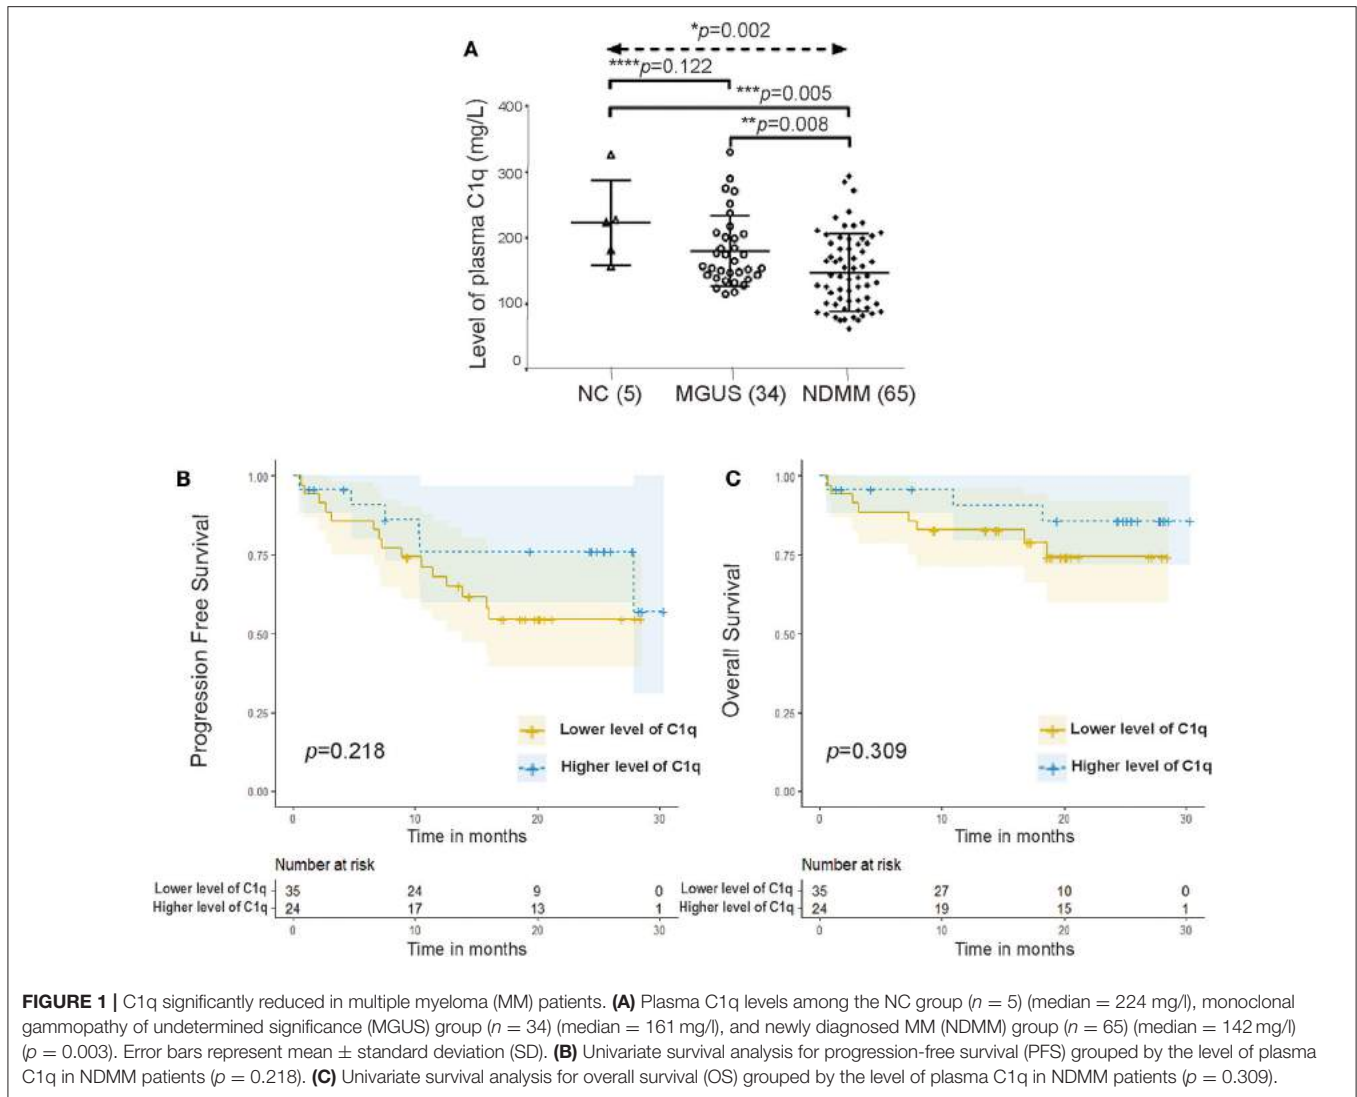 A
*p=0.002
****p=0.122
***p=0.005
**p=0.008
Level of plasma C1q (mg/L)
400
300
200
100
0
NC (5) MGUS (34) NDMM (65)
B
Progression Free Survival
1.00
0.75
0.50
0.25
0.00
p=0.218
Lower level of C1q
Higher level of C1q
0 10 20 30
Time in months
Number at risk
Lower level of C1q 35 24 9 0
Higher level of C1q 24 17 13 1
0 10 20 30
Time in months
C
Overall Survival
1.00
0.75
0.50
0.25
0.00
p=0.309
Lower level of C1q
Higher level of C1q
0 10 20 30
Time in months
Number at risk
Lower level of C1q 35 27 10 0
Higher level of C1q 24 19 15 1
0 10 20 30
Time in months
FIGURE 1 | C1q significantly reduced in multiple myeloma (MM) patients. (A) Plasma C1q levels among the NC group (n = 5) (median = 224 mg/l), monoclonal
gammopathy of undetermined significance (MGUS) group (n = 34) (median = 161 mg/l), and newly diagnosed MM (NDMM) group (n = 65) (median = 142 mg/l)
(p = 0.003). Error bars represent mean ± standard deviation (SD). (B) Univariate survival analysis for progression-free survival (PFS) grouped by the level of plasma
C1q in NDMM patients (p = 0.218). (C) Univariate survival analysis for overall survival (OS) grouped by the level of plasma C1q in NDMM patients (p = 0.309).